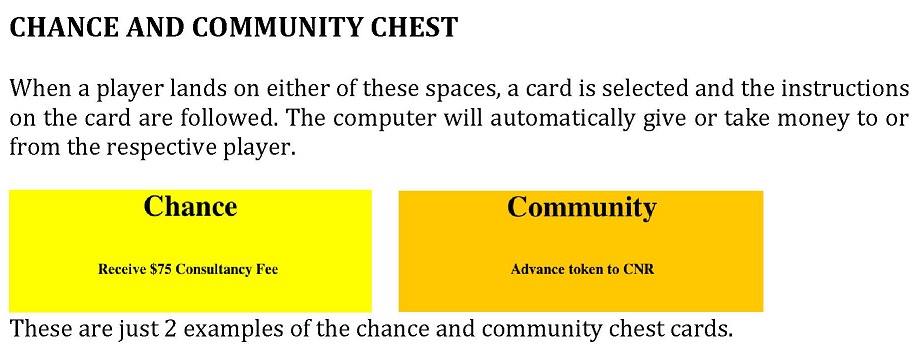 CHANCE AND COMMUNITY CHEST
When a player lands on either of these spaces, a card is selected and the instructions
on the card are followed. The computer will automatically give or take money to or
from the respective player.
Chance
Receive $75 Consultancy Fee
Community
Advance token to CNR
These are just 2 examples of the chance and community chest cards.